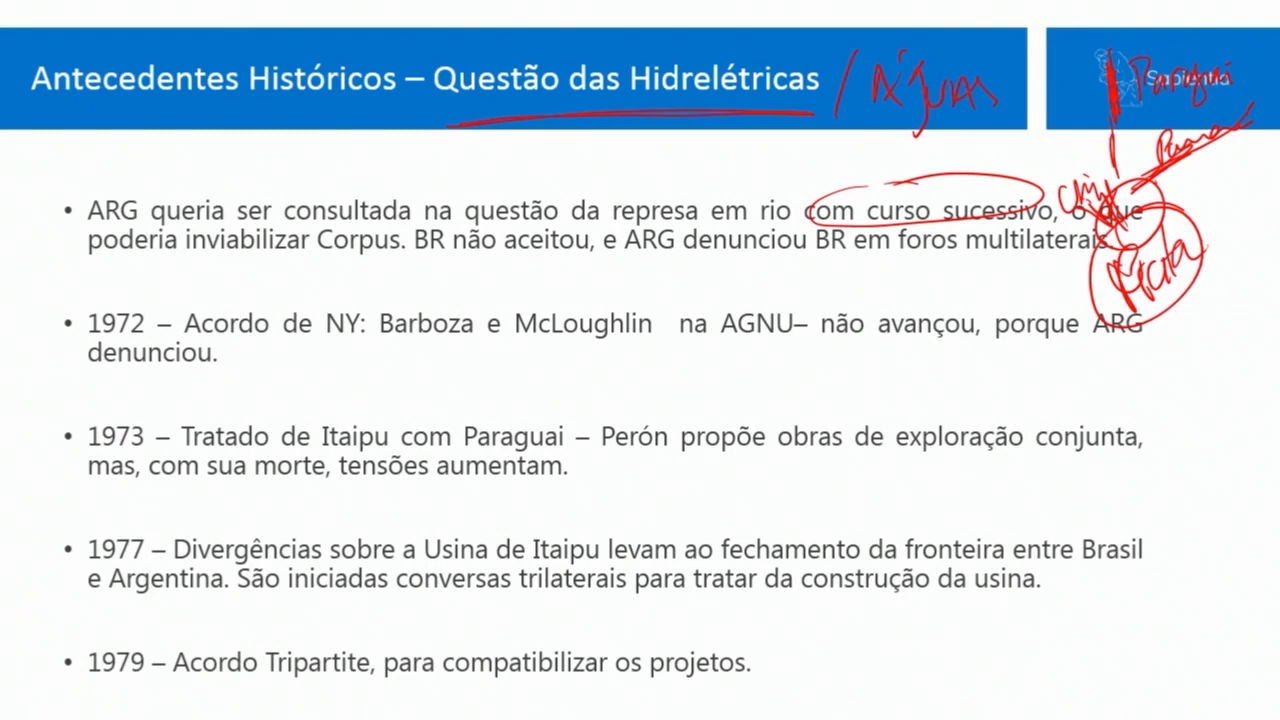 Antecedentes Históricos – Questão das Hidrelétricas / ÁGUAS
Paraguai
• ARG queria ser consultada na questão da represa em rio com curso sucessivo, o que
poderia inviabilizar Corpus. BR não aceitou, e ARG denunciou BR em foros multilaterais.
• 1972 – Acordo de NY: Barboza e McLoughlin na AGNU– não avançou, porque ARG
denunciou.
• 1973 – Tratado de Itaipu com Paraguai – Perón propõe obras de exploração conjunta,
mas, com sua morte, tensões aumentam.
• 1977 – Divergências sobre a Usina de Itaipu levam ao fechamento da fronteira entre Brasil
e Argentina. São iniciadas conversas trilaterais para tratar da construção da usina.
• 1979 – Acordo Tripartite, para compatibilizar os projetos.